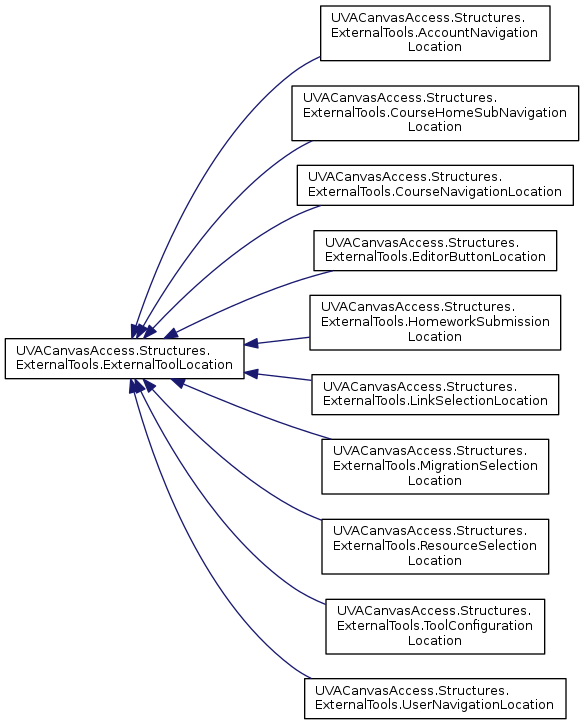 UVACanvasAccess.Structures.
ExternalTools.AccountNavigation
Location
UVACanvasAccess.Structures.
ExternalTools.CourseHomeSubNavigation
Location
UVACanvasAccess.Structures.
ExternalTools.CourseNavigationLocation
UVACanvasAccess.Structures.
ExternalTools.EditorButtonLocation
UVACanvasAccess.Structures.
ExternalTools.HomeworkSubmission
Location
UVACanvasAccess.Structures.
ExternalTools.ExternalToolLocation
UVACanvasAccess.Structures.
ExternalTools.LinkSelectionLocation
UVACanvasAccess.Structures.
ExternalTools.MigrationSelection
Location
UVACanvasAccess.Structures.
ExternalTools.ResourceSelection
Location
UVACanvasAccess.Structures.
ExternalTools.ToolConfiguration
Location
UVACanvasAccess.Structures.
ExternalTools.UserNavigationLocation